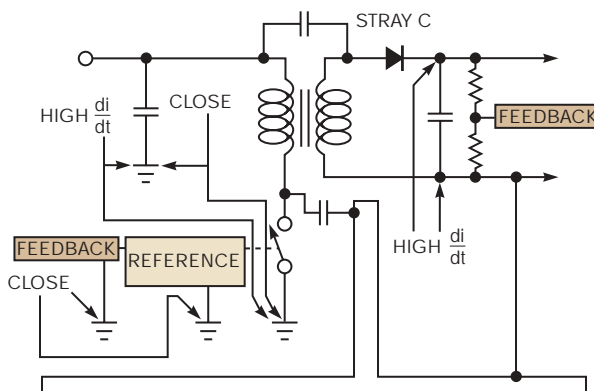 STRAY C
HIGH di/dt
CLOSE
FEEDBACK
HIGH di/dt
FEEDBACK
REFERENCE
CLOSE